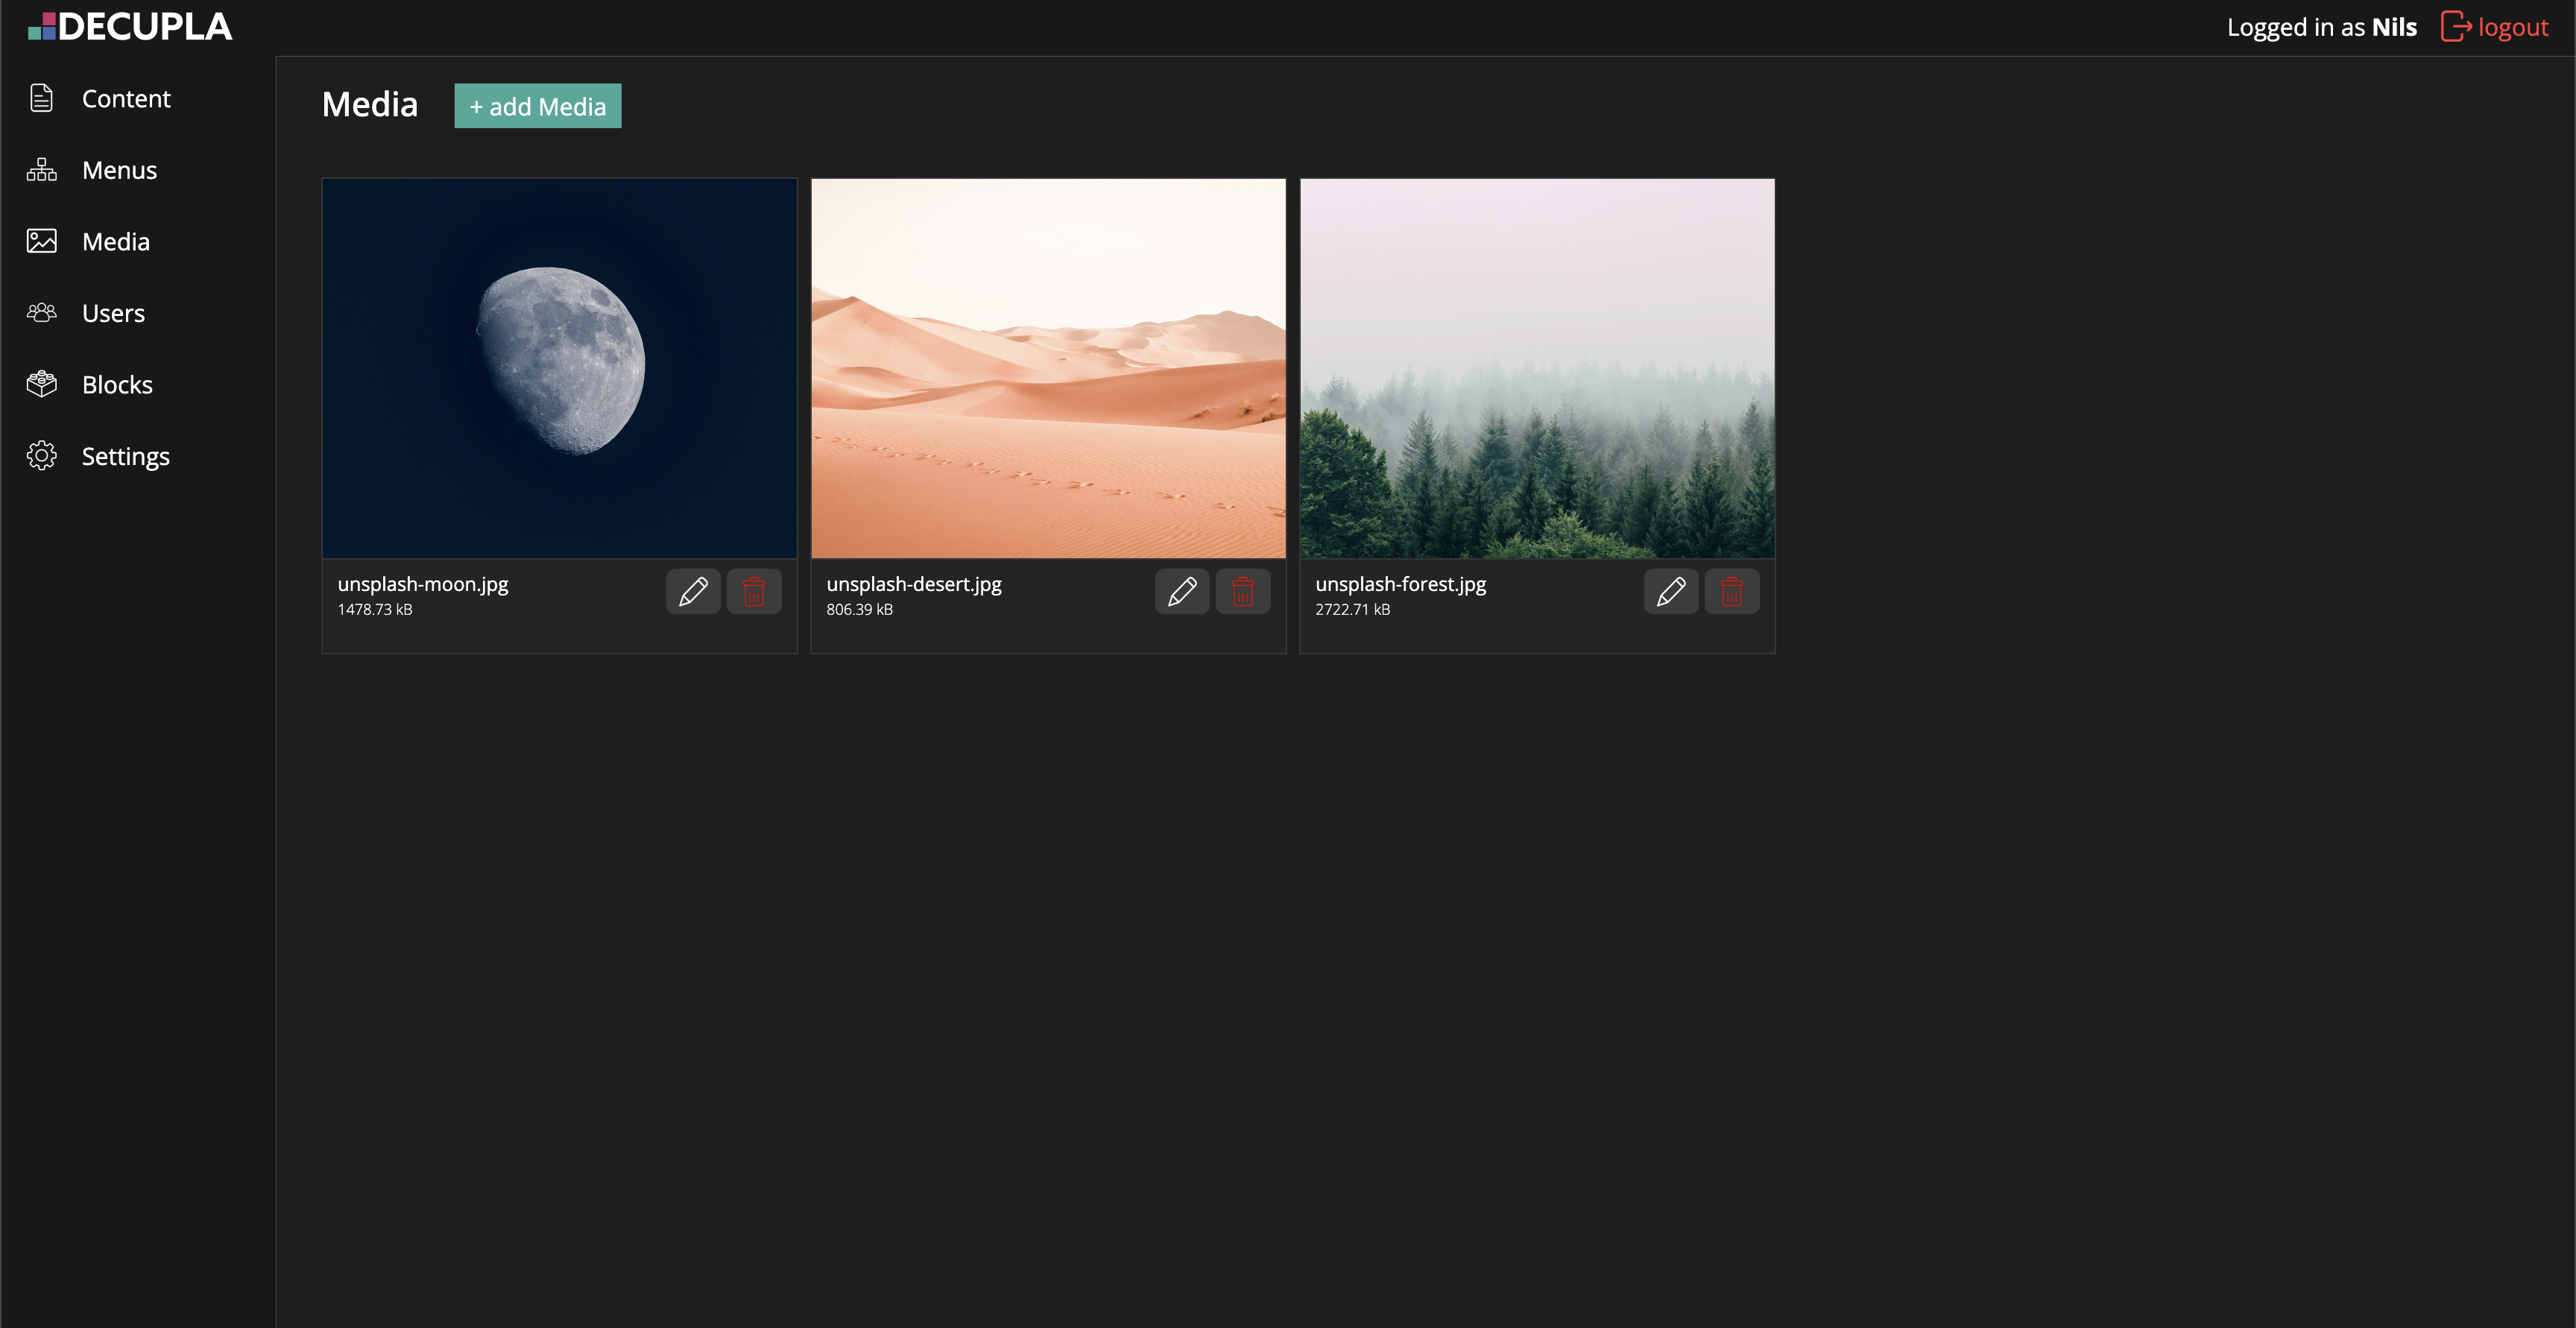 DECUPLA
Logged in as Nils
logout
Content
Menus
Media
Users
Blocks
Settings
Media
+ add Media
unsplash-moon.jpg
1478.73 kB
unsplash-desert.jpg
806.39 kB
unsplash-forest.jpg
2722.71 kB